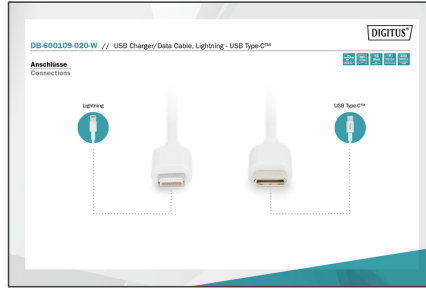 DIGITUS®
DB-600109-020-W // USB Charger/Data Cable, Lightning - USB Type-C™
Anschlüsse
Connections
Lightning
USB Type-C™